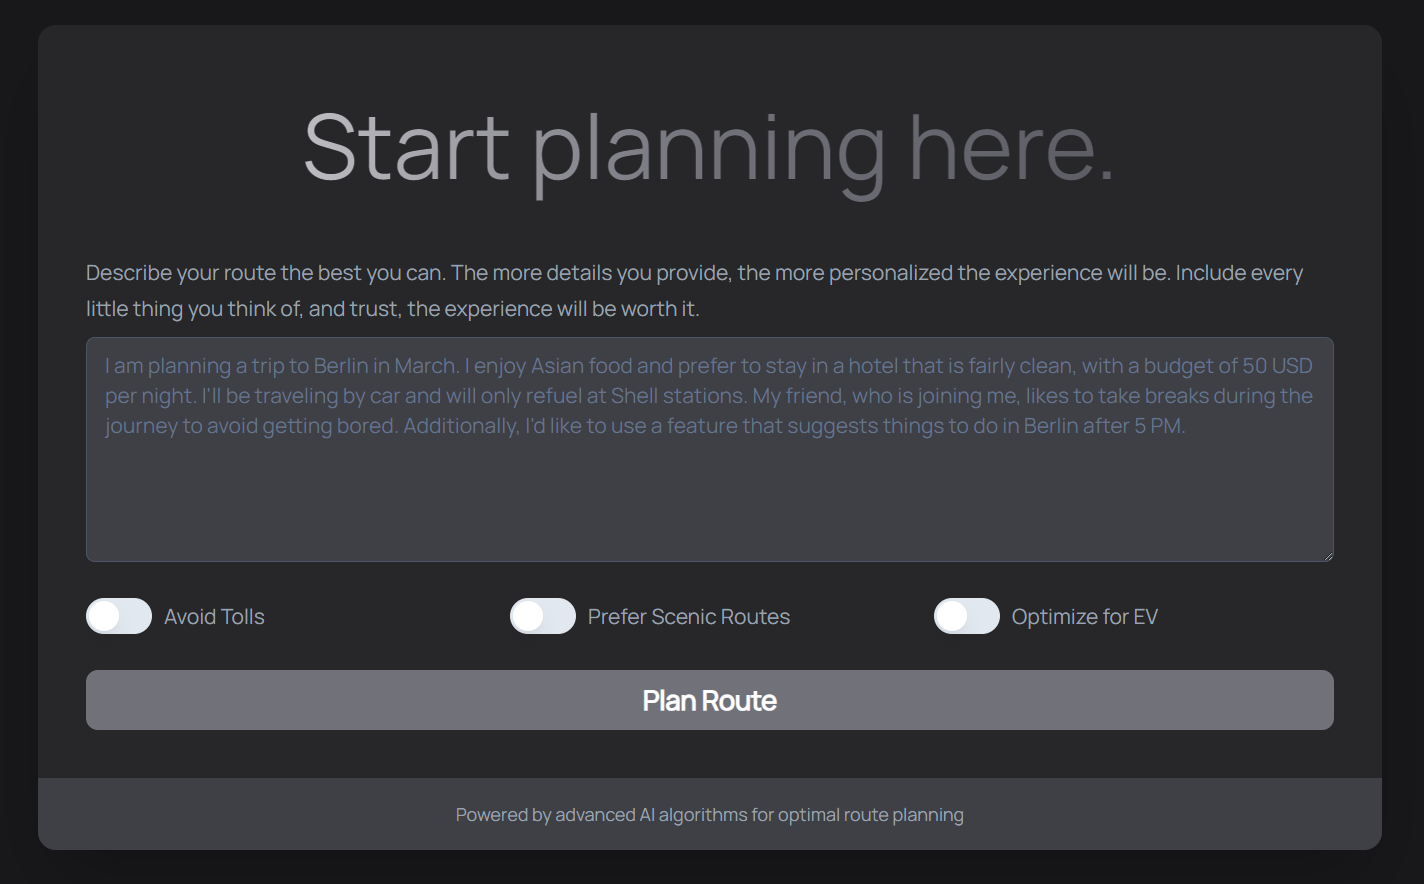 Start planning here.
Describe your route the best you can. The more details you provide, the more personalized the experience will be. Include every
little thing you think of, and trust, the experience will be worth it.
I am planning a trip to Berlin in March. I enjoy Asian food and prefer to stay in a hotel that is fairly clean, with a budget of 50 USD
per night. I'll be traveling by car and will only refuel at Shell stations. My friend, who is joining me, likes to take breaks during the
journey to avoid getting bored. Additionally, I'd like to use a feature that suggests things to do in Berlin after 5 PM.
Avoid Tolls
Prefer Scenic Routes
Optimize for EV
Plan Route
Powered by advanced AI algorithms for optimal route planning